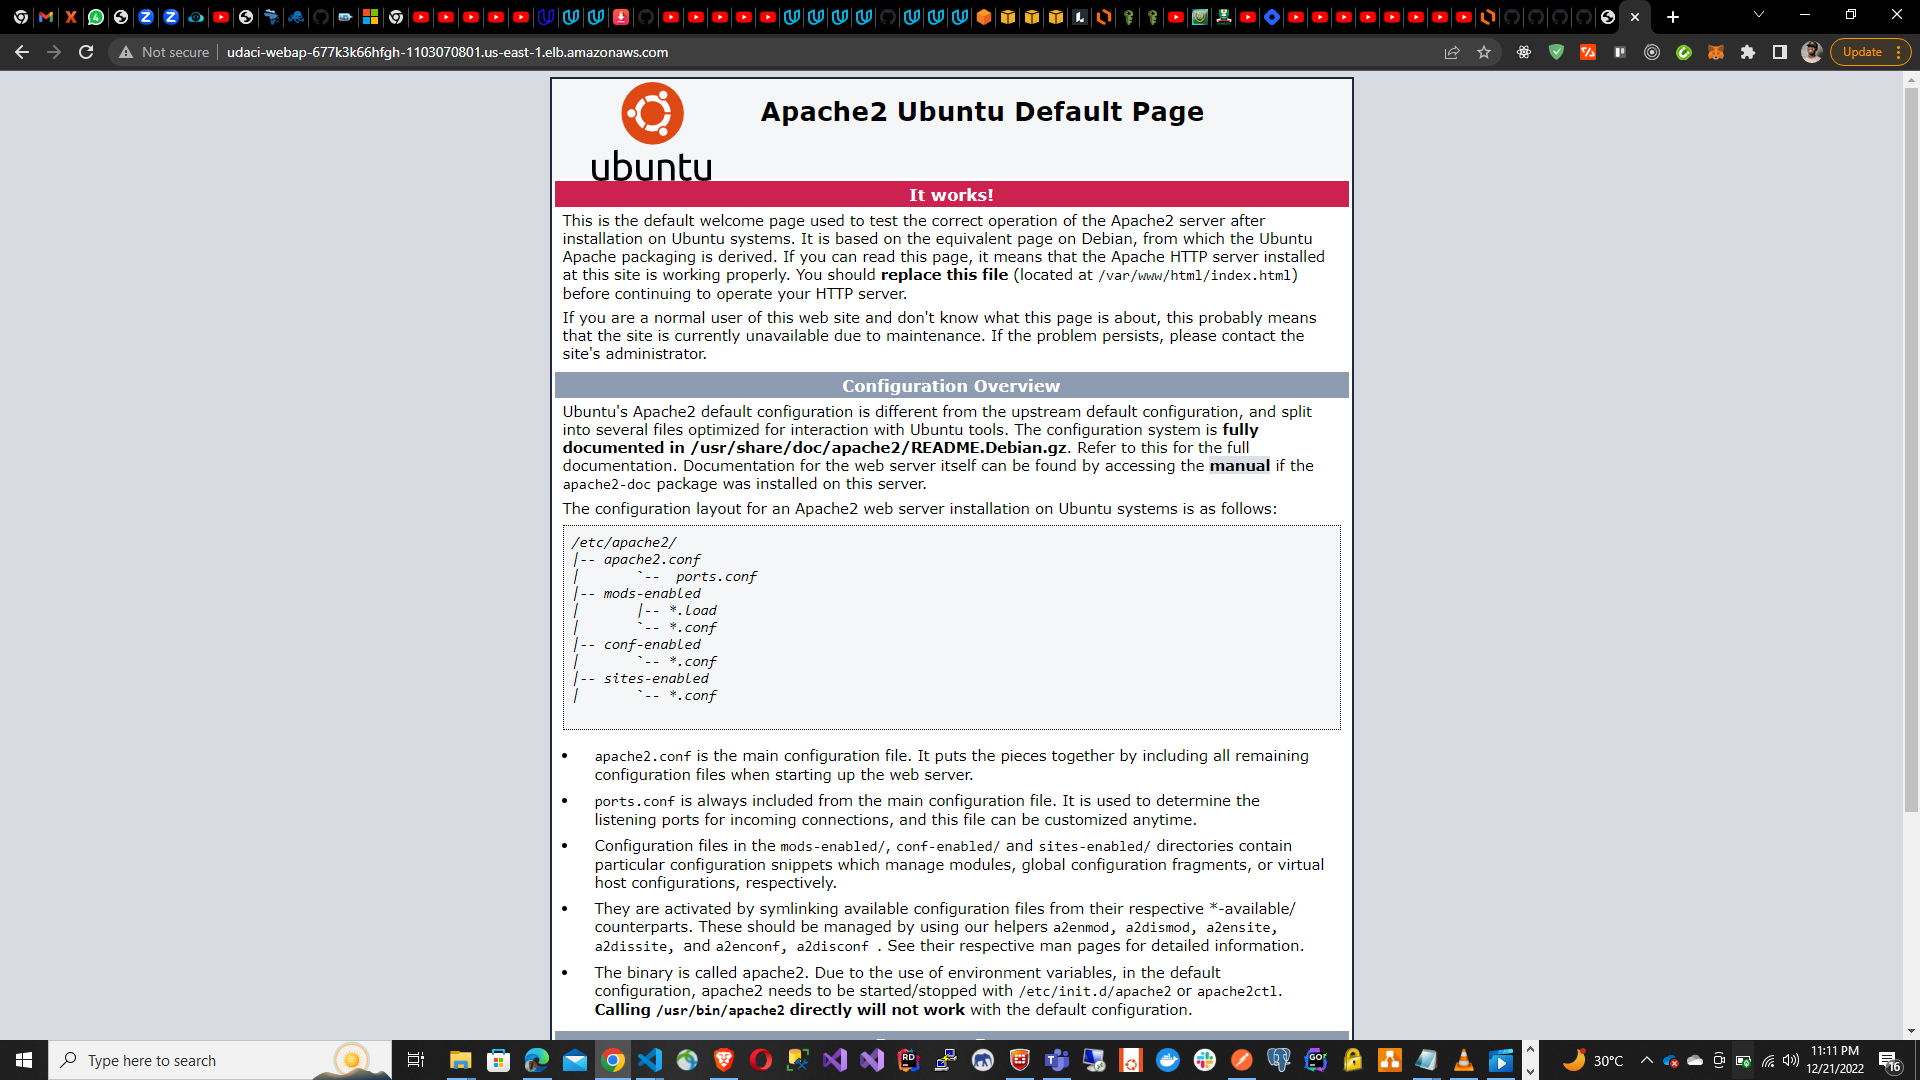 Not secure
udaci-webap-677k3k66hfgh-1103070801.us-east-1.elb.amazonaws.com
Update
ubuntu
Apache2 Ubuntu Default Page
It works!
This is the default welcome page used to test the correct operation of the Apache2 server after
installation on Ubuntu systems. It is based on the equivalent page on Debian, from which the Ubuntu
Apache packaging is derived. If you can read this page, it means that the Apache HTTP server installed
at this site is working properly. You should replace this file (located at /var/www/html/index.html)
before continuing to operate your HTTP server.
If you are a normal user of this web site and don't know what this page is about, this probably means
that the site is currently unavailable due to maintenance. If the problem persists, please contact the
site's administrator.
Configuration Overview
Ubuntu's Apache2 default configuration is different from the upstream default configuration, and split
into several files optimized for interaction with Ubuntu tools. The configuration system is fully
documented in /usr/share/doc/apache2/README.Debian.gz. Refer to this for the full
documentation. Documentation for the web server itself can be found by accessing the manual if the
apache2-doc package was installed on this server.
The configuration layout for an Apache2 web server installation on Ubuntu systems is as follows:
/etc/apache2/
|-- apache2.conf
|       `--  ports.conf
|-- mods-enabled
|       |-- *.load
|       `-- *.conf
|-- conf-enabled
|       `-- *.conf
|-- sites-enabled
|       `-- *.conf
• apache2.conf is the main configuration file. It puts the pieces together by including all remaining
configuration files when starting up the web server.
• ports.conf is always included from the main configuration file. It is used to determine the
listening ports for incoming connections, and this file can be customized anytime.
• Configuration files in the mods-enabled/, conf-enabled/ and sites-enabled/ directories contain
particular configuration snippets which manage modules, global configuration fragments, or virtual
host configurations, respectively.
• They are activated by symlinking available configuration files from their respective *-available/
counterparts. These should be managed by using our helpers a2enmod, a2dismod, a2ensite,
a2dissite, and a2enconf, a2disconf . See their respective man pages for detailed information.
• The binary is called apache2. Due to the use of environment variables, in the default
configuration, apache2 needs to be started/stopped with /etc/init.d/apache2 or apache2ctl.
Calling /usr/bin/apache2 directly will not work with the default configuration.
Type here to search
30°C
11:11 PM
12/21/2022
16